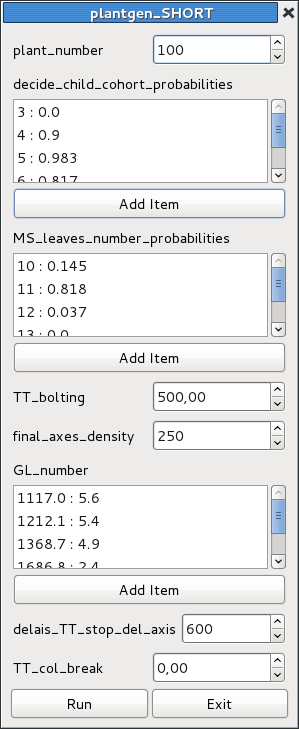 plantgen_SHORT
plant_number 100
decide_child_cohort_probabilities
3 : 0.0
4 : 0.9
5 : 0.983
6 : 0.817
Add Item
MS_leaves_number_probabilities
10 : 0.145
11 : 0.818
12 : 0.037
13 : 0.0
Add Item
TT_bolting 500,00
final_axes_density 250
GL_number
1117.0 : 5.6
1212.1 : 5.4
1368.7 : 4.9
1686.8 : 2.4
Add Item
delais_TT_stop_del_axis 600
TT_col_break 0,00
Run Exit